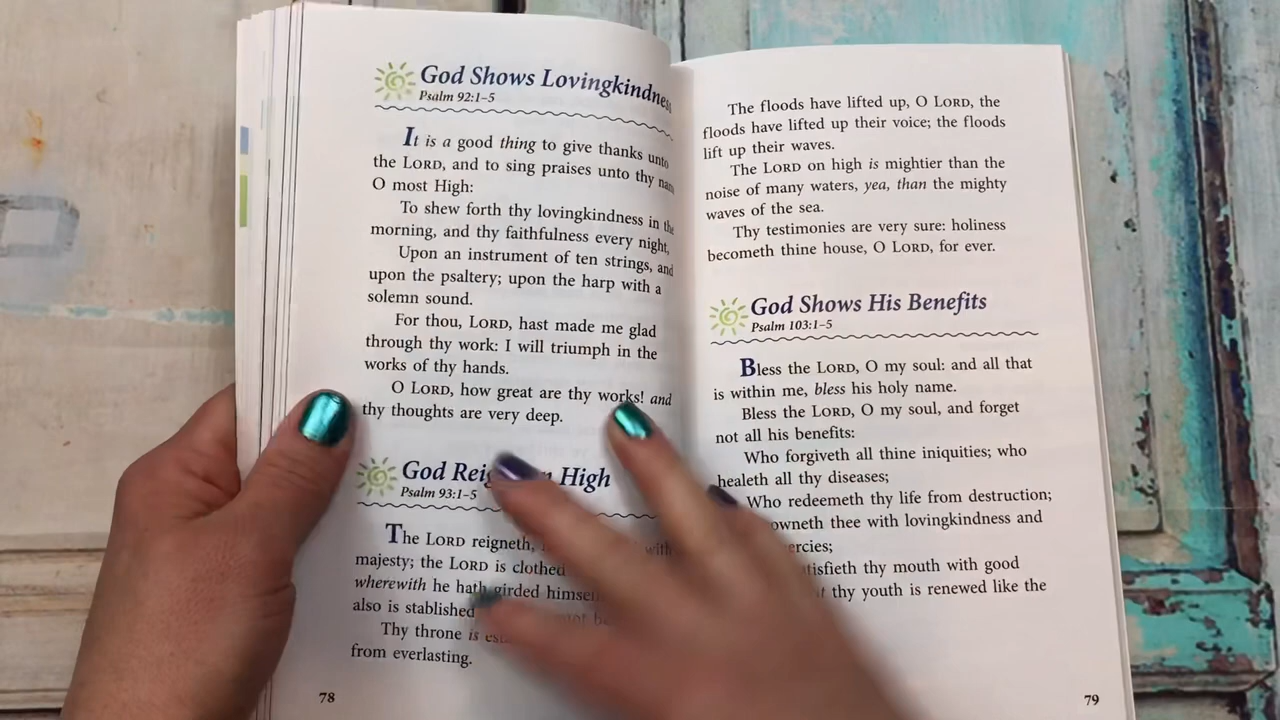 God Shows Lovingkindness
Psalm 92:1–5
It is a good thing to give thanks unto
the LORD, and to sing praises unto thy
O most High:
To shew forth thy lovingkindness in the
morning, and thy faithfulness every night,
Upon an instrument of ten strings, and
upon the psaltery; upon the harp with a
solemn sound.
For thou, LORD, hast made me glad
through thy work: I will triumph in the
works of thy hands.
O LORD, how great are thy works! and
thy thoughts are very deep.
God High
Psalm 93:1–5
The LORD reigneth, with
majesty; the LORD is clothed
wherewith he hath girded
also is stablished not
Thy throne is
from everlasting.
78
The floods have lifted up, O LORD, the
floods have lifted up their voice; the floods
lift up their waves.
The LORD on high is mightier than the
noise of many waters, yea, than the mighty
waves of the sea.
Thy testimonies are very sure: holiness
becometh thine house, O LORD, for ever.
God Shows His Benefits
Psalm 103:1–5
Bless the LORD, O my soul: and all that
is within me, bless his holy name.
Bless the LORD, O my soul, and forget
not all his benefits:
Who forgiveth all thine iniquities; who
healeth all thy diseases;
Who redeemeth thy life from destruction;
thee with lovingkindness and
thy mouth with good
thy youth is renewed like the
79